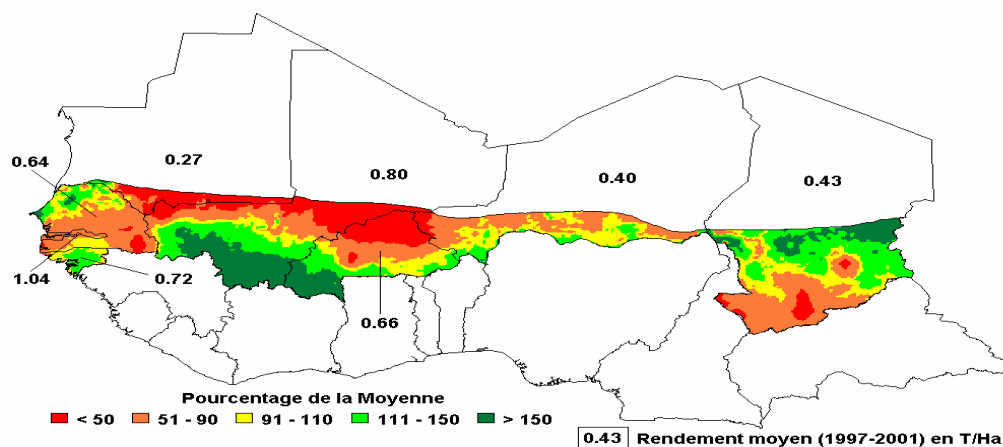 0.64
0.27
0.80
0.40
0.43
1.04
0.72
0.66
Pourcentage de la Moyenne
< 50 51 - 90 91 - 110 111 - 150 > 150
0.43 Rendement moyen (1997-2001) en T/Ha